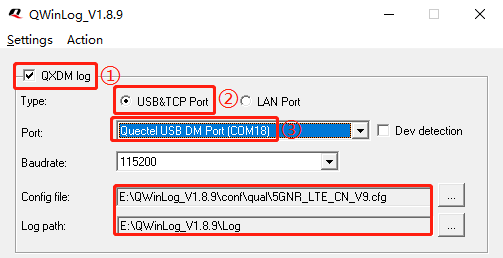 QWinLog_V1.8.9
Settings Action
QXDM log ①
Type: USB&TCP Port ② LAN Port
Port: Quectel USB DM Port (COM18) ③ Dev detection
Baudrate: 115200
Config file: E:\QWinLog_V1.8.9\conf\qual\5GNR_LTE_CN_V9.cfg ...
Log path: E:\QWinLog_V1.8.9\Log ...